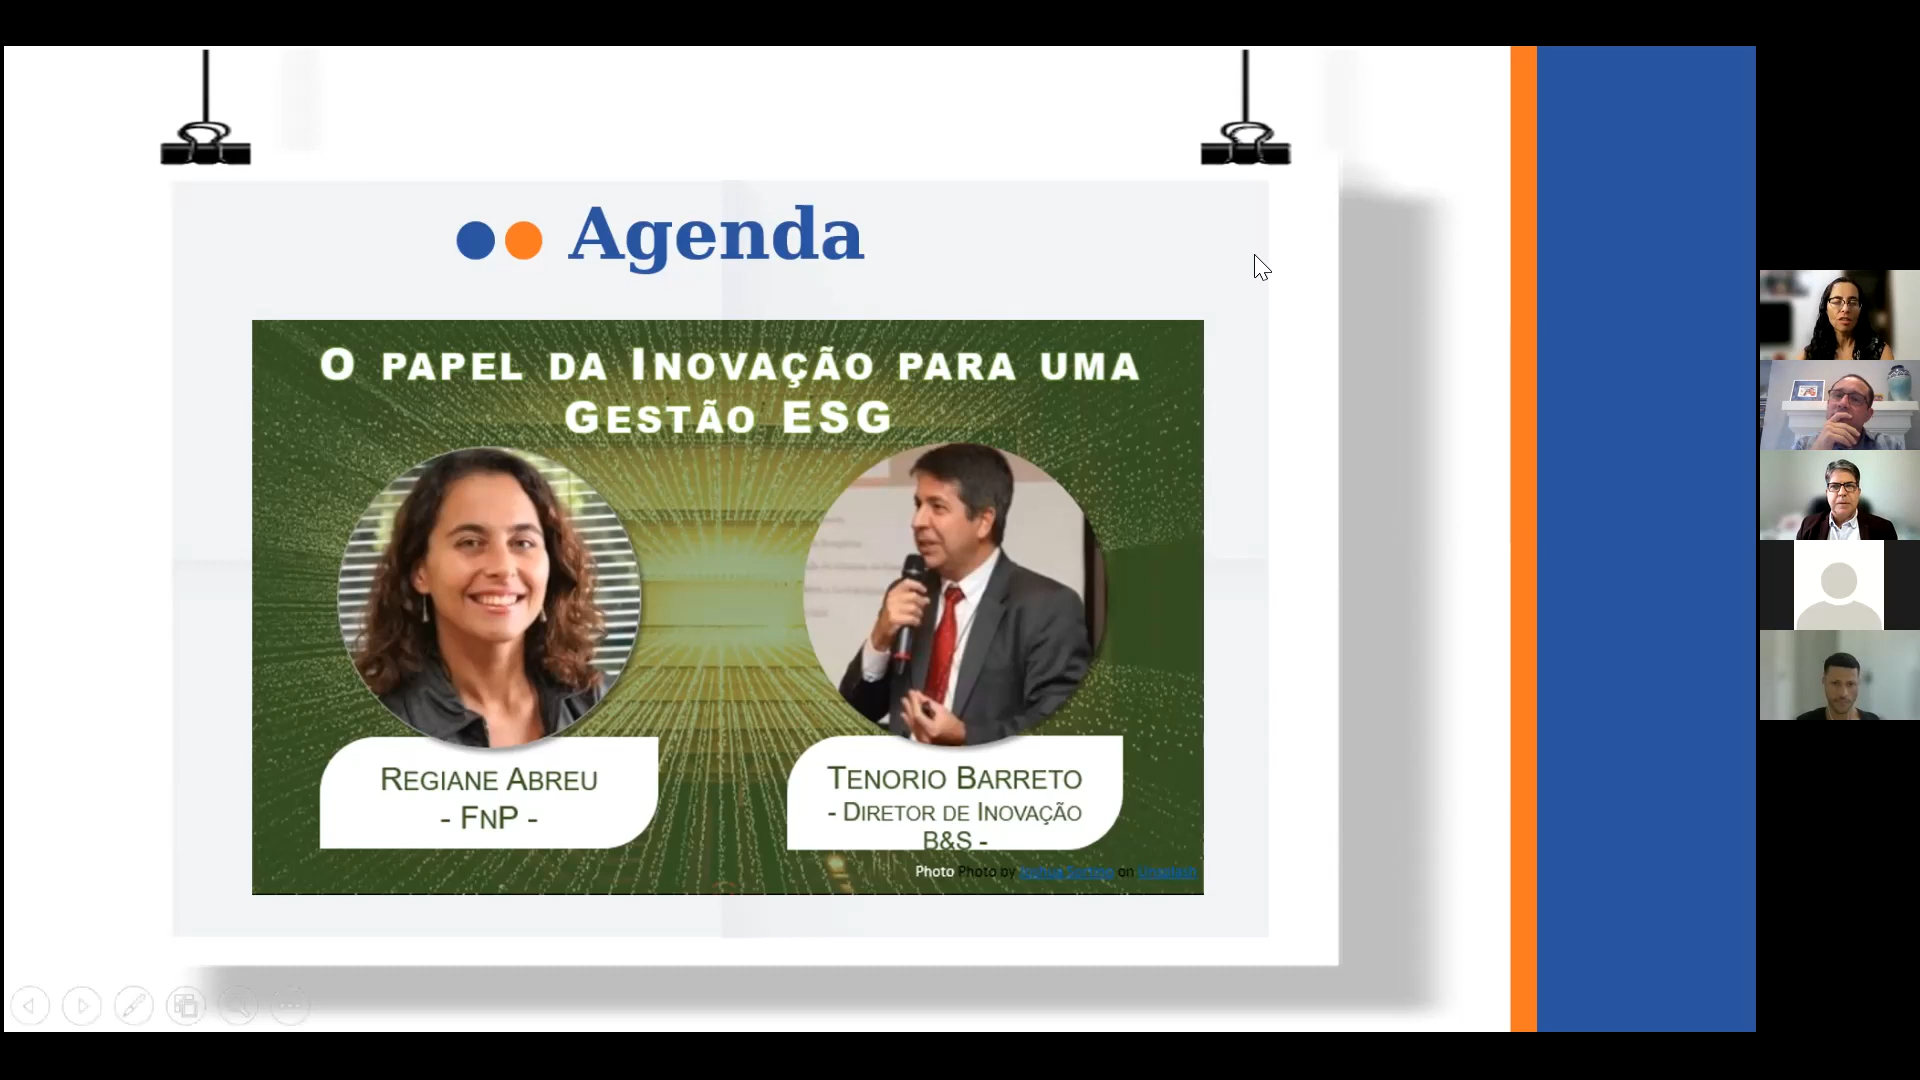 Agenda
O PAPEL DA INOVAÇÃO PARA UMA
GESTÃO ESG
REGIANE ABREU
- FNP -
TENORIO BARRETO
- DIRETOR DE INOVAÇÃO
B&S -
Photo Photo by on Unsplash